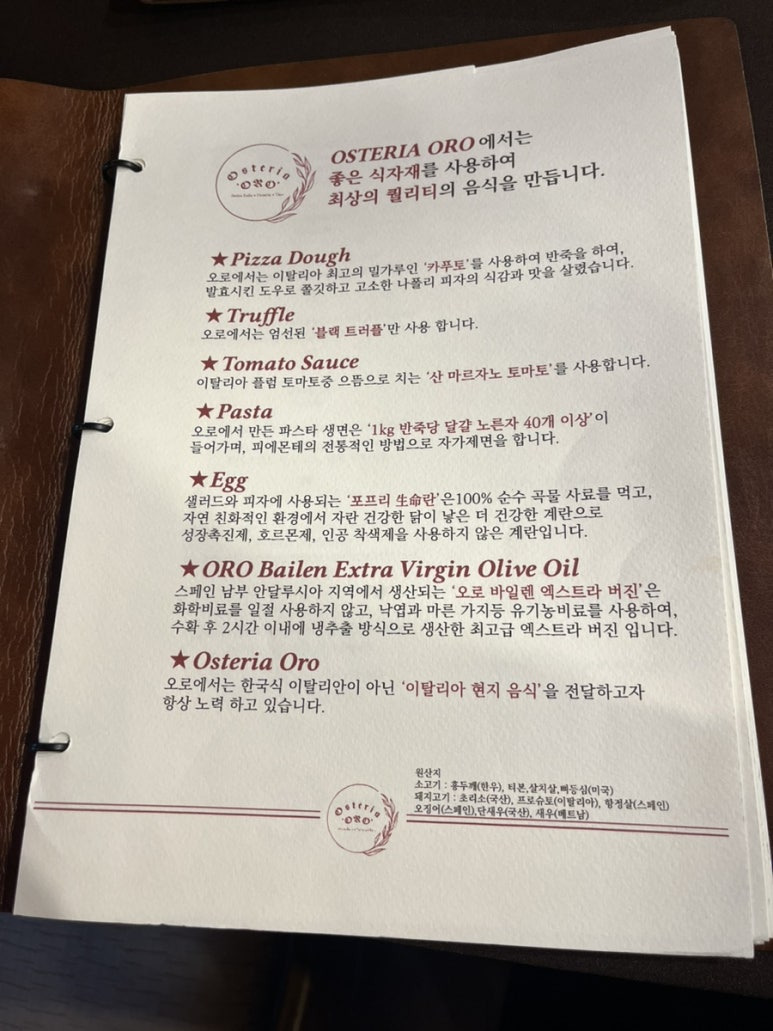 Osteria
·ORO·
OSTERIA ORO에서는
좋은 식자재를 사용하여
최상의 퀄리티의 음식을 만듭니다.
★Pizza Dough
오로에서는 이탈리아 최고의 밀가루인 '카푸토'를 사용하여 반죽을 하여,
발효시킨 도우로 쫄깃하고 고소한 나폴리 피자의 식감과 맛을 살렸습니다.
★Truffle
오로에서는 엄선된 '블랙 트러플'만 사용 합니다.
★Tomato Sauce
이탈리아 플럼 토마토중 으뜸으로 치는 '산 마르자노 토마토'를 사용합니다.
★Pasta
오로에서 만든 파스타 생면은 '1kg 반죽당 달걀 노른자 40개 이상'이
들어가며, 피에몬테의 전통적인 방법으로 자가제면을 합니다.
★Egg
샐러드와 피자에 사용되는 '포프리 生命란'은100% 순수 곡물 사료를 먹고,
자연 친화적인 환경에서 자란 건강한 닭이 낳은 더 건강한 계란으로
성장촉진제, 호르몬제, 인공 착색제을 사용하지 않은 계란입니다.
★ORO Bailen Extra Virgin Olive Oil
스페인 남부 안달루시아 지역에서 생산되는 '오로 바일렌 엑스트라 버진'은
화학비료를 일절 사용하지 않고, 낙엽과 마른 가지등 유기농비료를 사용하여,
수확 후 2시간 이내에 냉추출 방식으로 생산한 최고급 엑스트라 버진 입니다.
★Osteria Oro
오로에서는 한국식 이탈리안이 아닌 '이탈리아 현지 음식'을 전달하고자
항상 노력 하고 있습니다.
원산지
소고기 : 홍두깨(한우), 티본,살치살,뼈등심(미국)
돼지고기 : 초리소(국산), 프로슈토(이탈리아), 항정살(스페인)
오징어(스페인),단새우(국산), 새우(베트남)
Osteria
·ORO·